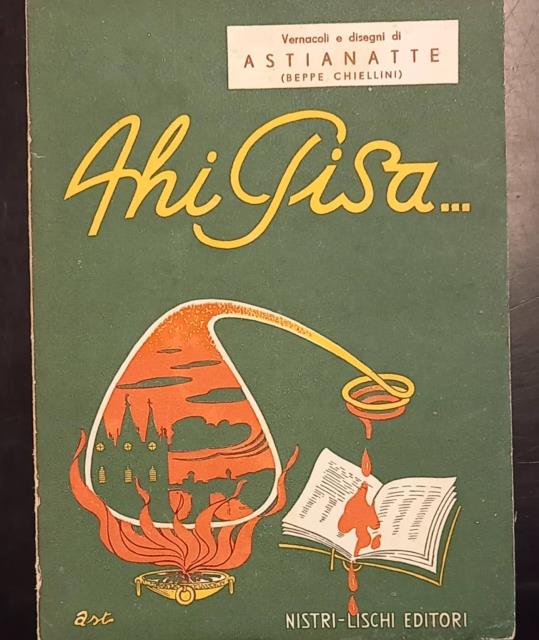 Vernacoli e disegni di
ASTIANATTE
(BEPPE CHIELLINI)
Ahi Pisa...
ast
NISTRI-LISCHI EDITORI